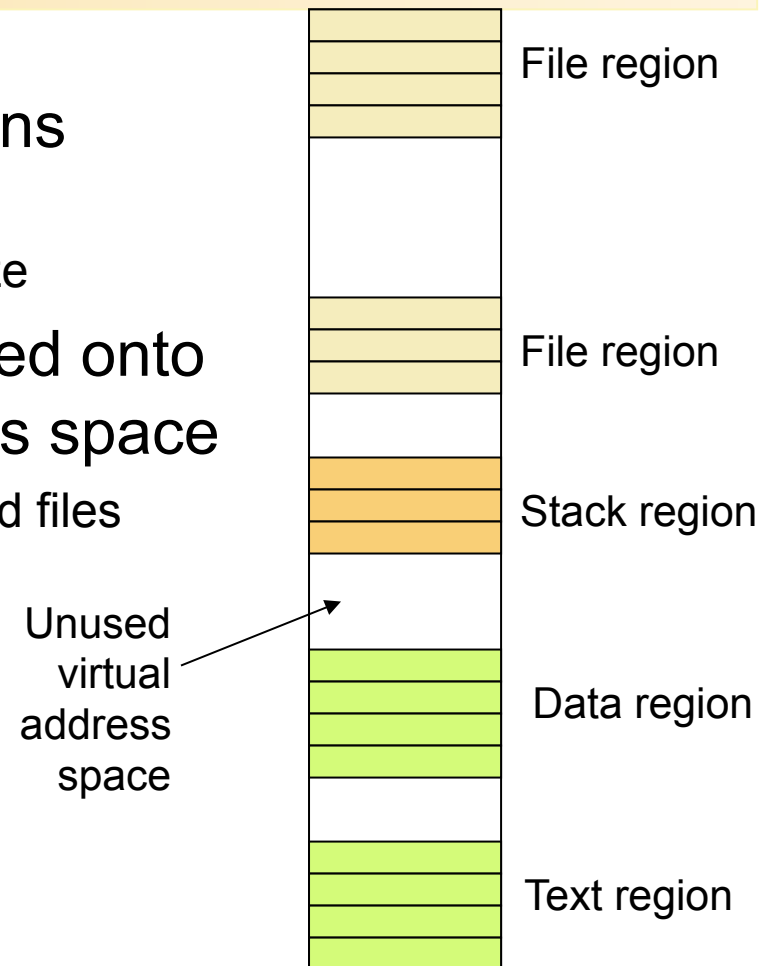 ns
te
ed onto
s space
d files
File region
File region
Stack region
Unused
virtual
address
space
Data region
Text region